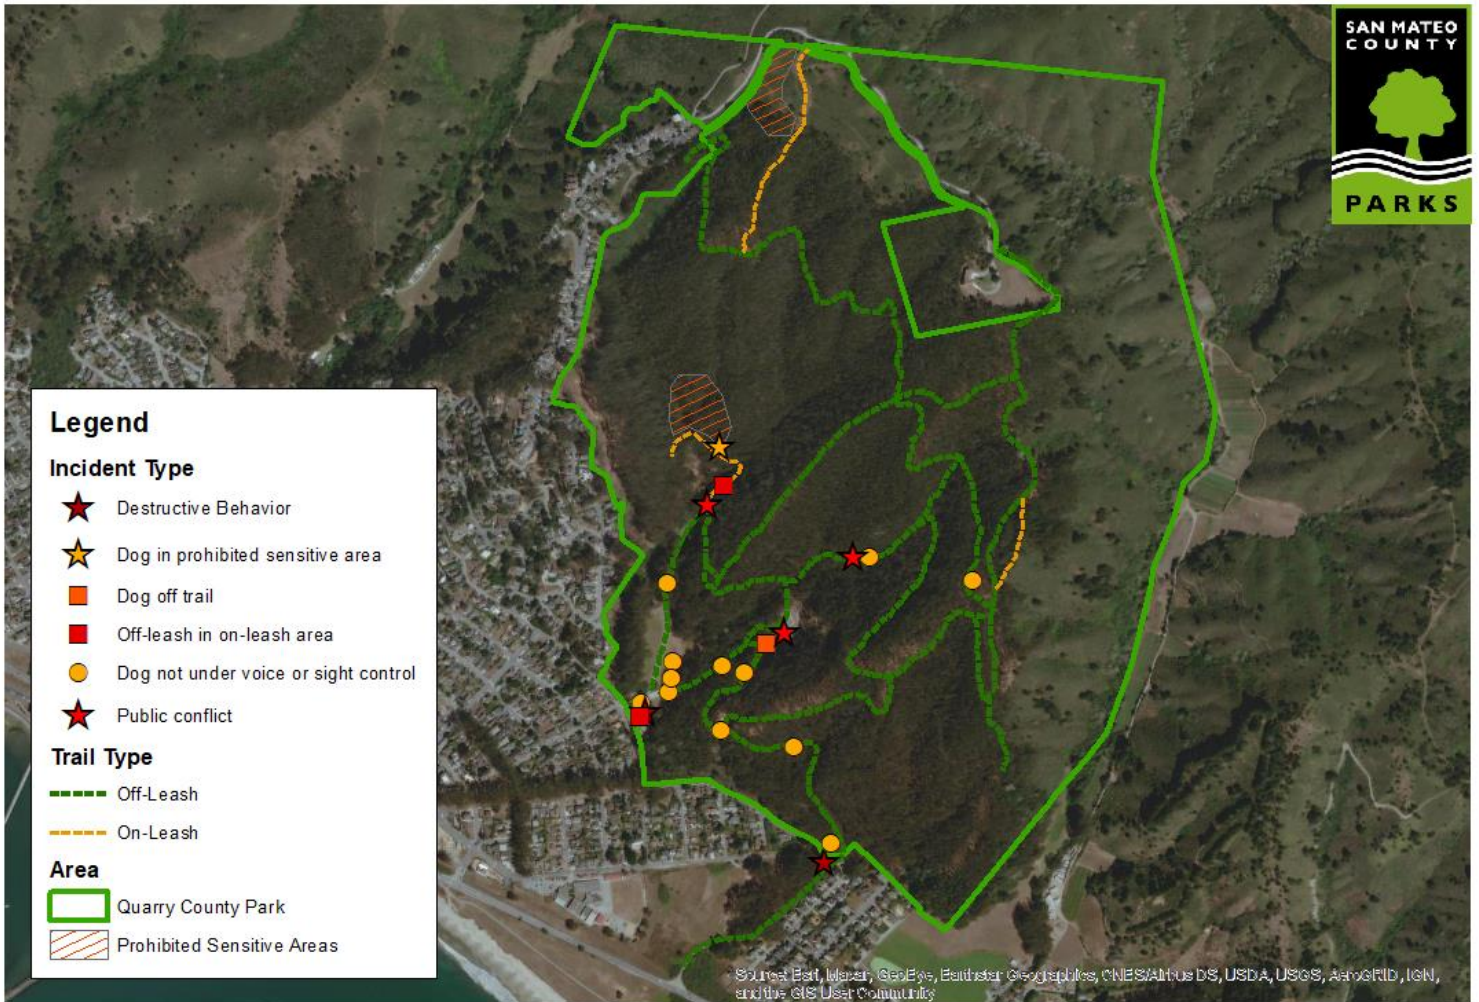 SAN MATEO
COUNTY
PARKS
Legend
Incident Type
Destructive Behavior
Dog in prohibited sensitive area
Dog off trail
Off-leash in on-leash area
Dog not under voice or sight control
Public conflict
Trail Type
Off-Leash
On-Leash
Area
Quarry County Park
Prohibited Sensitive Areas
Source: Esri, Maxar, GeoEye, Earthstar Geographics, CNES/Airbus DS, USDA, USGS, AeroGRID, IGN,
and the GIS User Community